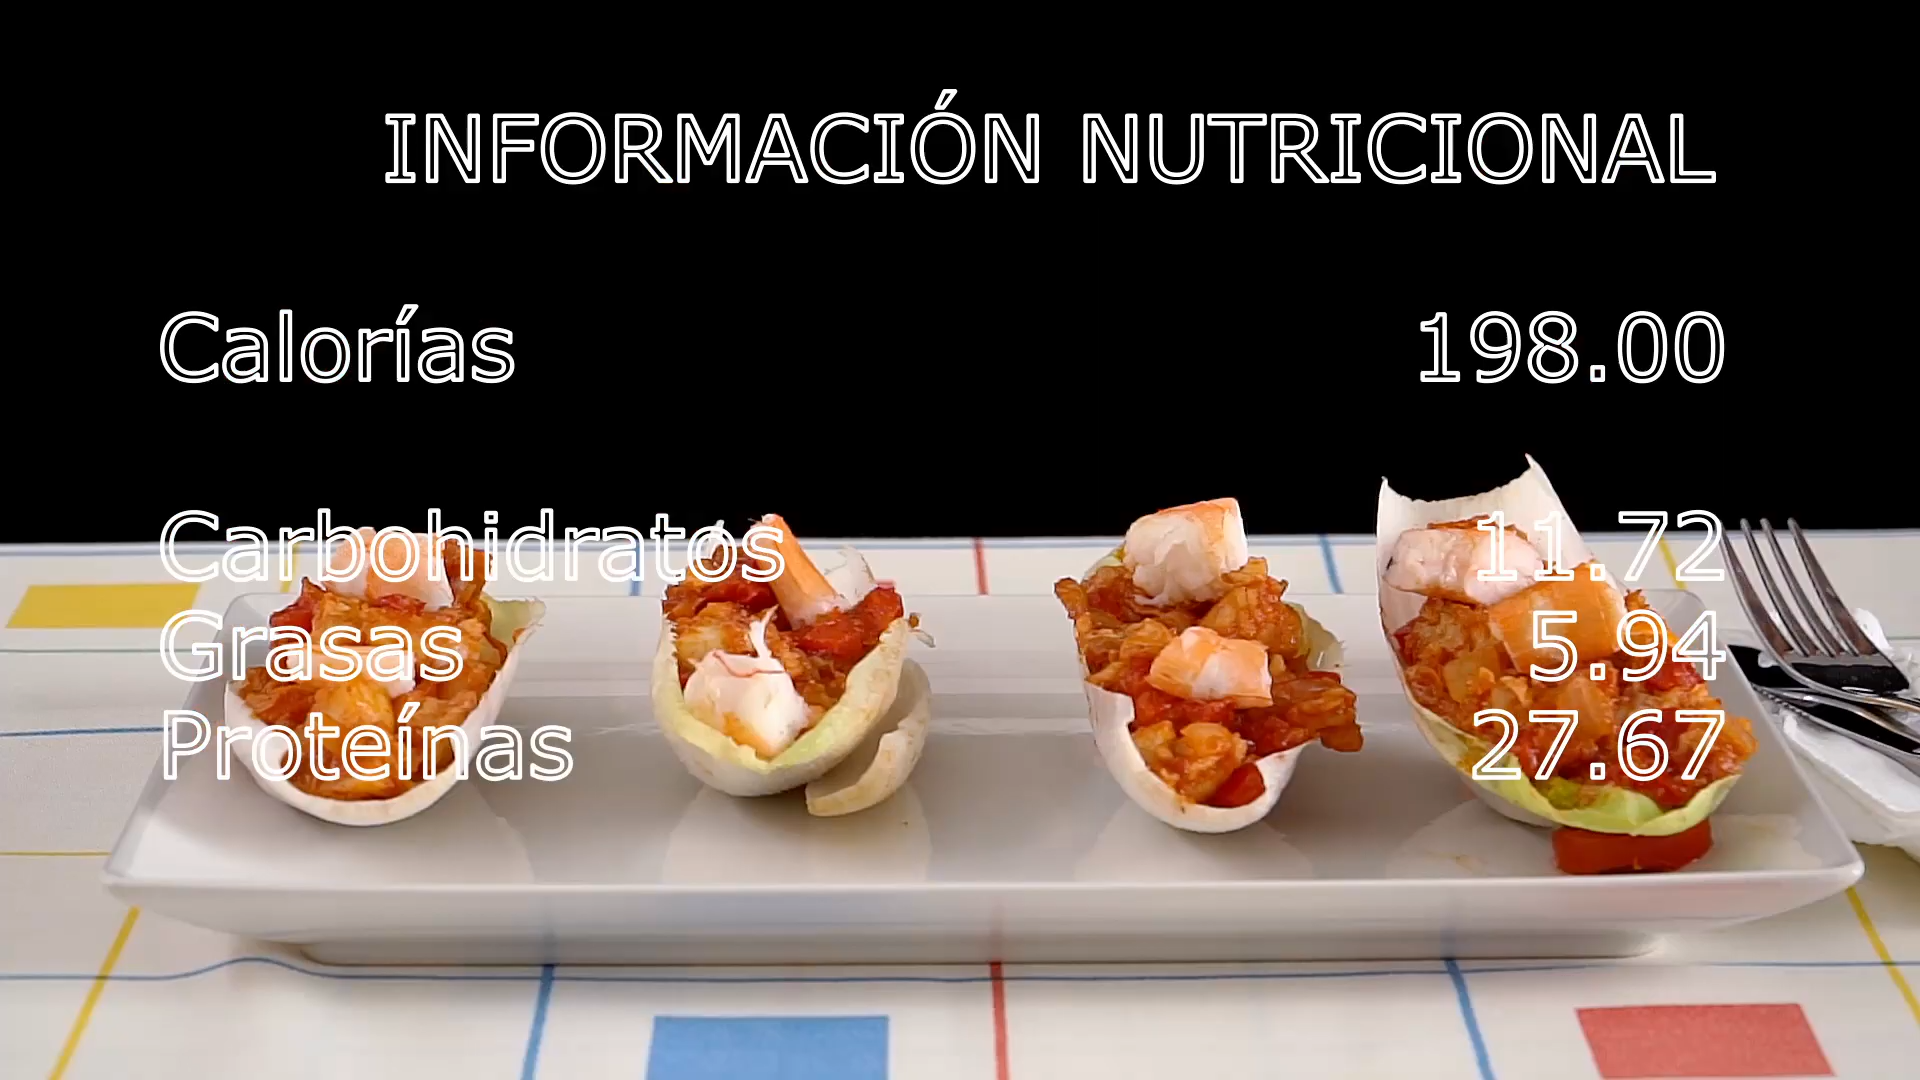 INFORMACIÓN NUTRICIONAL
Calorías 198.00
Carbohidratos 11.72
Grasas 5.94
Proteínas 27.67